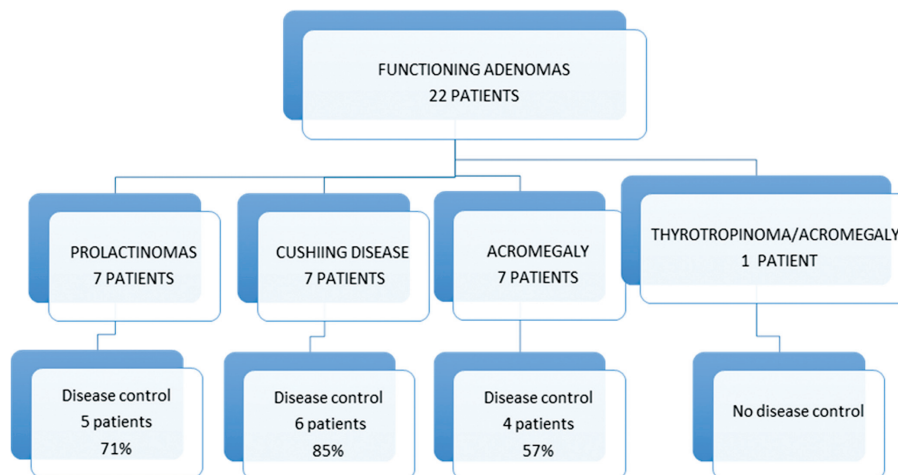 FUNCTIONING ADENOMAS
22 PATIENTS
PROLACTINOMAS
7 PATIENTS
CUSHIING DISEASE
7 PATIENTS
ACROMEGALY
7 PATIENTS
THYROTROPINOMA/ACROMEGALY
1 PATIENT
Disease control
5 patients
71%
Disease control
6 patients
85%
Disease control
4 patients
57%
No disease control